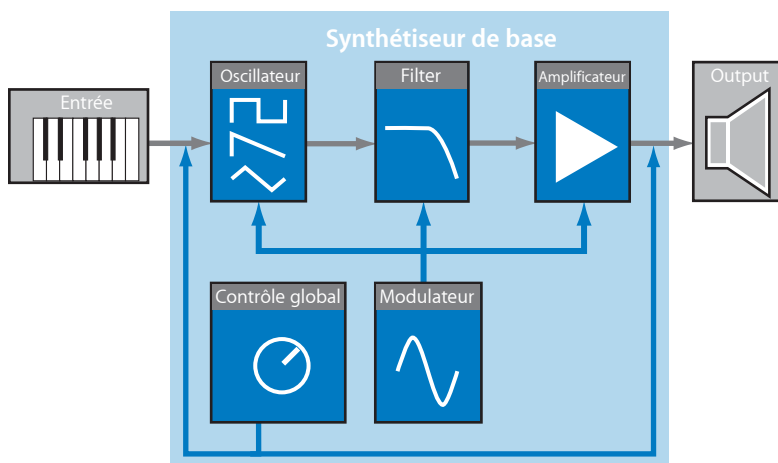 Synthétiseur de base
Entrée
Oscillateur
Filter
Amplificateur
Output
Contrôle global
Modulateur